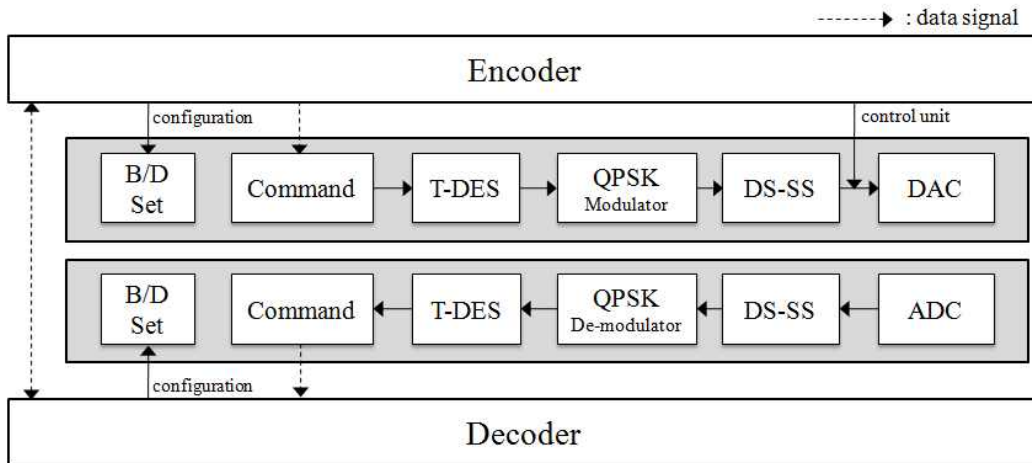 : data signal
Encoder
configuration
control unit
B/D
Set
Command
T-DES
QPSK
Modulator
DS-SS
DAC
B/D
Set
Command
T-DES
QPSK
De-modulator
DS-SS
ADC
configuration
Decoder